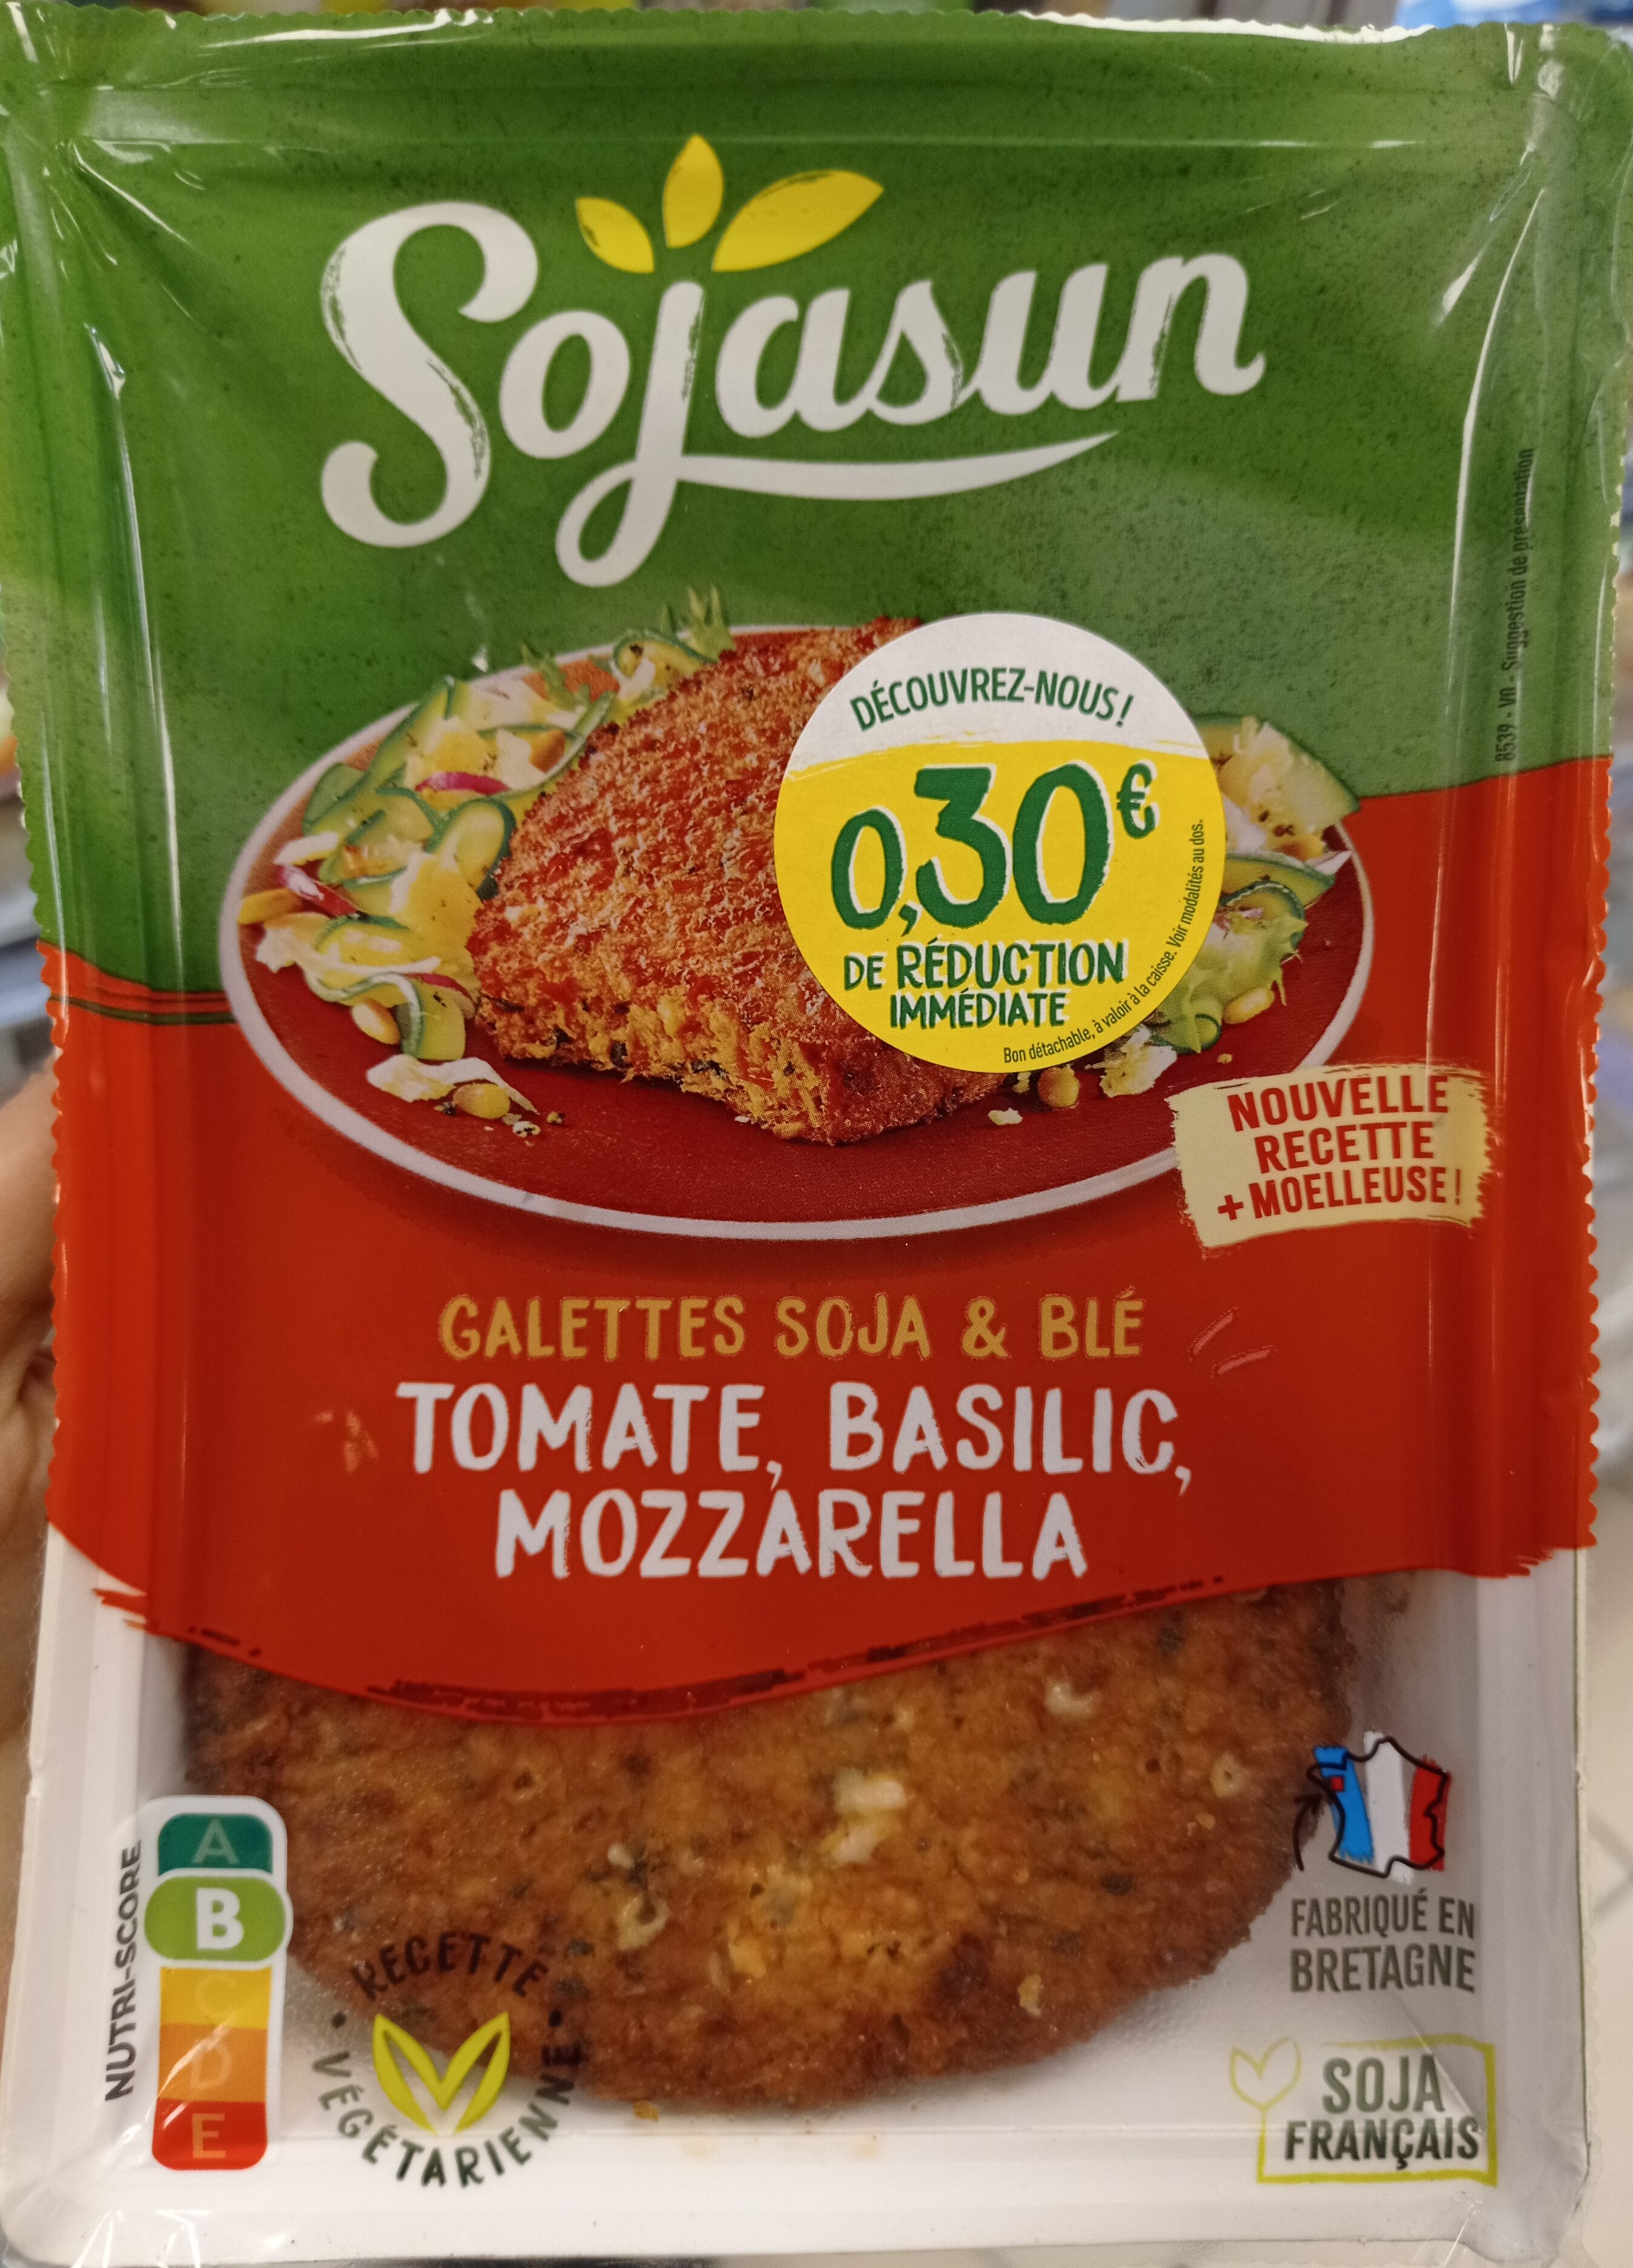 Sojasun
8539 - VN - Suggestion de présentation
DÉCOUVREZ-NOUS !
0,30€
DE RÉDUCTION
IMMÉDIATE
Bon détachable, à valoir à la caisse. Voir modalités au dos.
NOUVELLE
RECETTE
+ MOELLEUSE !
GALETTES SOJA & BLÉ
TOMATE, BASILIC,
MOZZARELLA
NUTRI-SCORE
A
B
C
D
E
RECETTE
• VÉGÉTARIENNE •
FABRIQUÉ EN
BRETAGNE
SOJA
FRANÇAIS